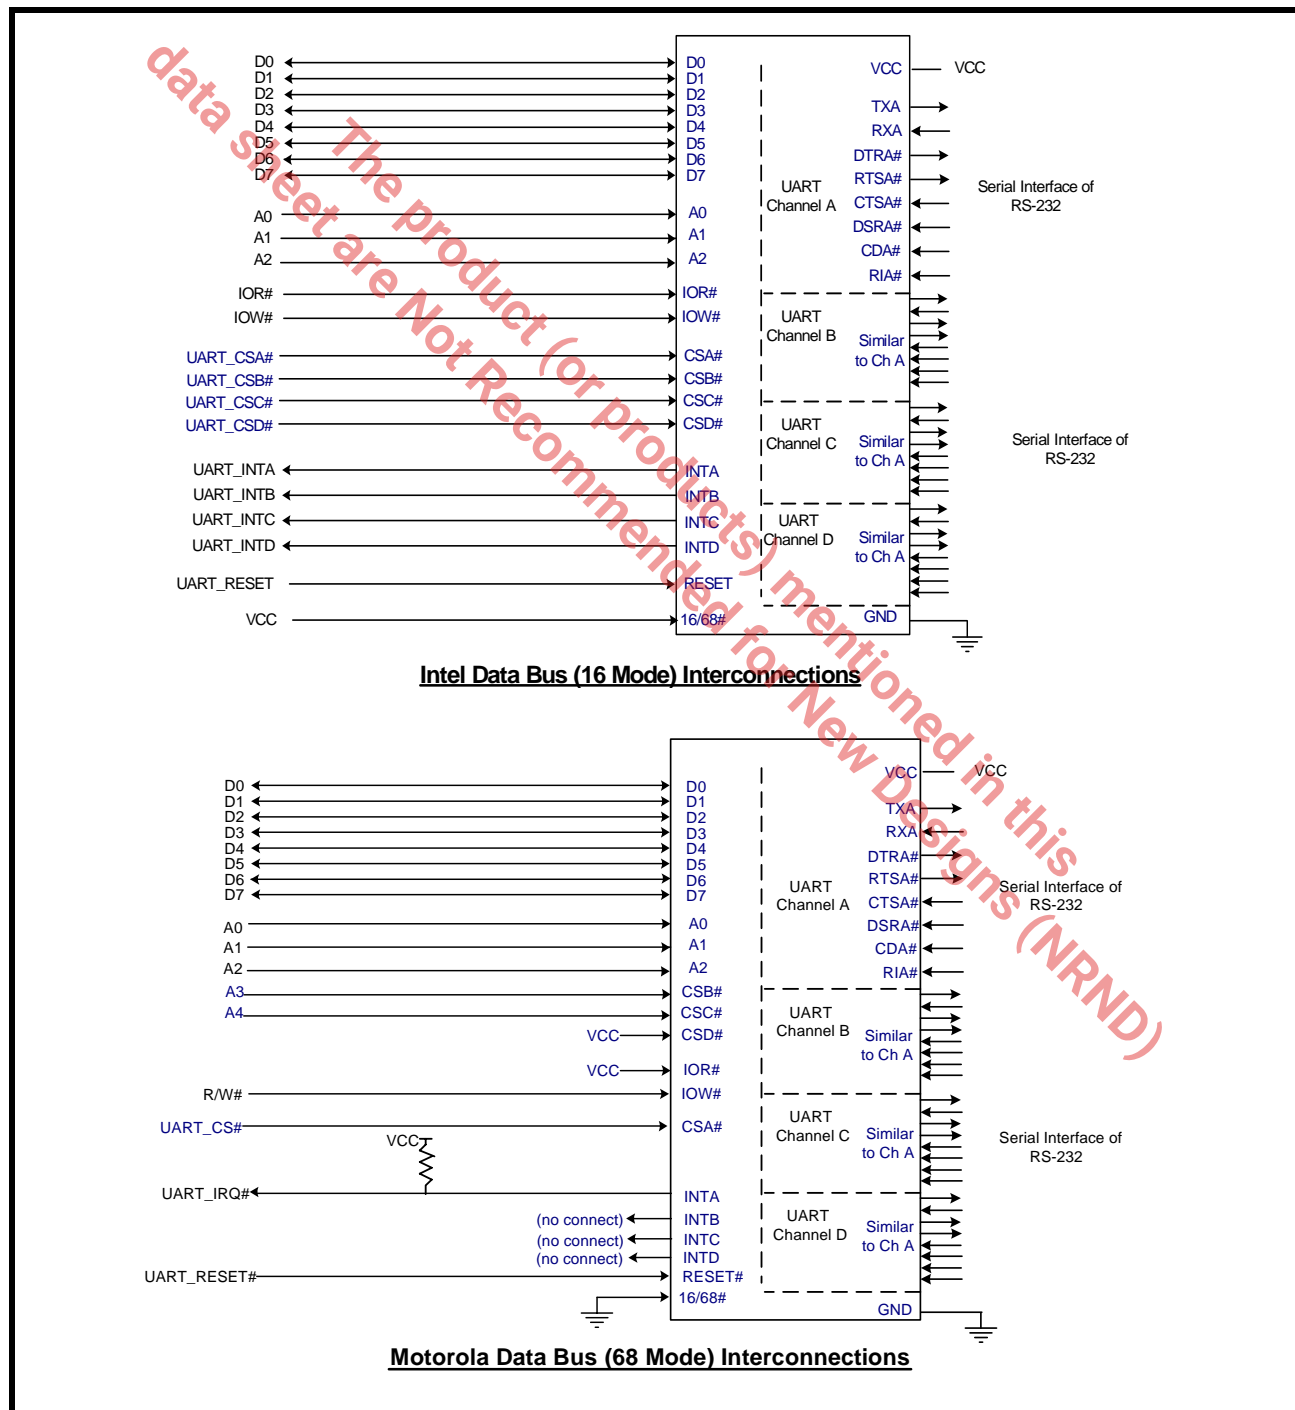 D0 D0 VCC VCC
D1 D1
D2 D2
D3 D3 TXA
D4 D4 RXA
D5 D5
D6 D6 DTRA#
D7 D7 RTSA#
UART
Channel A
Serial Interface of
RS-232
CTSA#
A0 A0
DSRA#
A1 A1
A2 A2 CDA#
RIA#
IOR# IOR#
IOW# IOW#
UART
Channel B
Similar
to Ch A
UART_CSA# CSA#
UART_CSB# CSB#
UART_CSC# CSC#
UART_CSD# CSD#
UART
Channel C
Similar
to Ch A
Serial Interface of
RS-232
UART_INTA INTA
UART_INTB INTB
UART_INTC INTC
UART_INTD INTD
UART
Channel D
Similar
to Ch A
UART_RESET RESET
VCC 16/68# GND
Intel Data Bus (16 Mode) Interconnections
VCC VCC
D0 D0
D1 D1
D2 D2 TXA
D3 D3 RXA
D4 D4
D5 D5 DTRA#
D6 D6 RTSA#
D7 D7
UART
Channel A
Serial Interface of
RS-232
CTSA#
A0 A0 DSRA#
A1 A1 CDA#
A2 A2 RIA#
A3 CSB#
A4 CSC#
VCC CSD#
UART
Channel B
Similar
to Ch A
VCC IOR#
R/W# IOW#
UART_CS# CSA#
UART
Channel C
Similar
to Ch A
Serial Interface of
RS-232
VCC
UART_IRQ# INTA
(no connect) INTB
(no connect) INTC
(no connect) INTD
UART
Channel D
Similar
to Ch A
UART_RESET# RESET#
16/68#
GND
Motorola Data Bus (68 Mode) Interconnections
The product (or products) mentioned in this
data sheet are Not Recommended for New Designs (NRND)